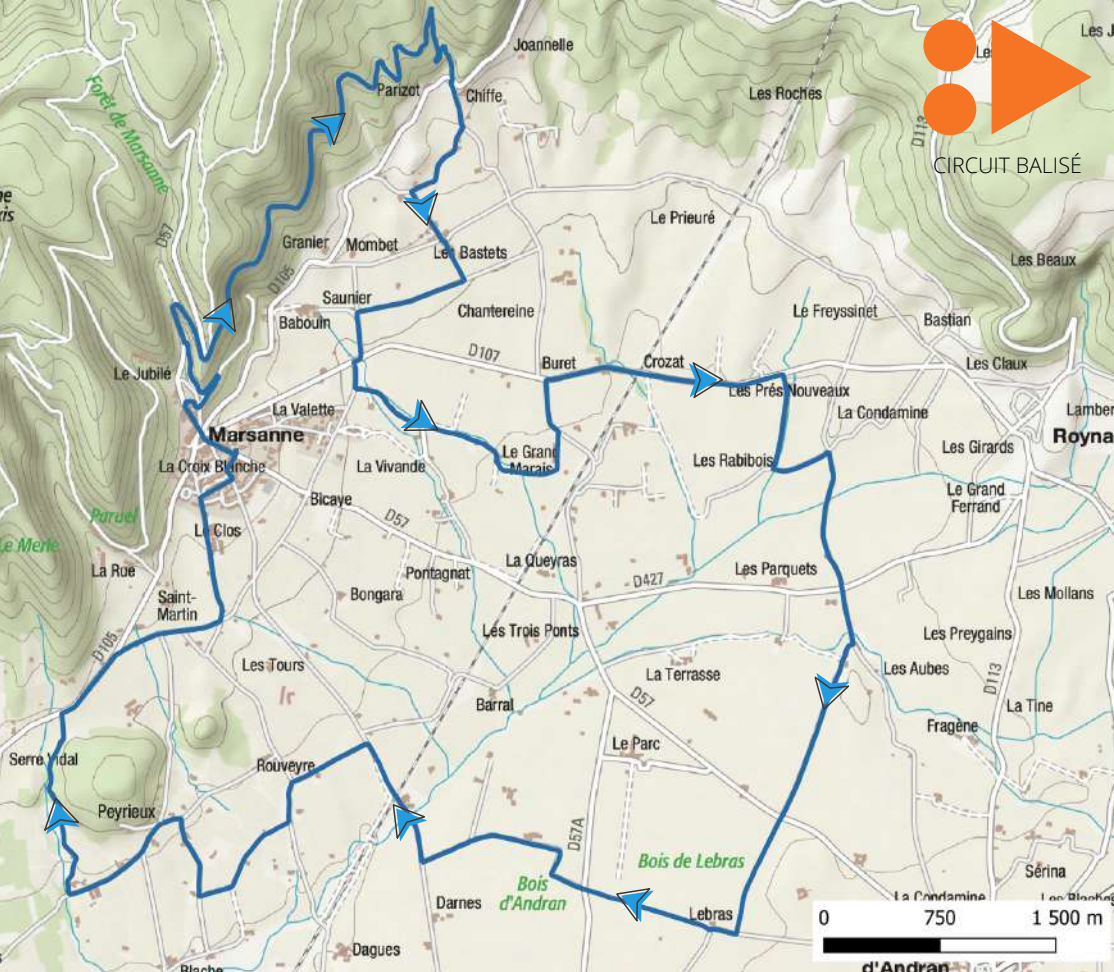 Joannelle
Forêt de Marsanne
Parizot
Chiffe
Les Roches
D113
CIRCUIT BALISÉ
Le Prieuré
D57
Granier
Mombet
Les Bastets
Les Beaux
D105
Saunier
Babouin
Chantereine
Le Freyssinet
Bastian
D107
Buret
Crozat
Les Claux
Le Jubilé
Les Prés Nouveaux
La Valette
La Condamine
Marsanne
Le Grand
Marais
Les Girards
La Croix Blanche
La Vivande
Les Rabibois
Bicaye
Le Grand
Ferrand
Paruel
D57
Le Clos
Le Merle
La Rue
La Queyras
Pontagnat
D427
Les Parquets
Saint-
Martin
Bongara
Les Mollans
Les Trois Ponts
Les Preygains
D105
Les Tours
La Terrasse
Les Aubes
D113
Barral
D57
La Tine
Fragène
Le Parc
Serre Vidal
Rouveyre
Peyrieux
D57A
Bois de Lebras
Sérina
Bois
d'Andran
Darnes
Lebras
La Condamine
0 750 1 500 m
Dagues
Blache
d'Andran